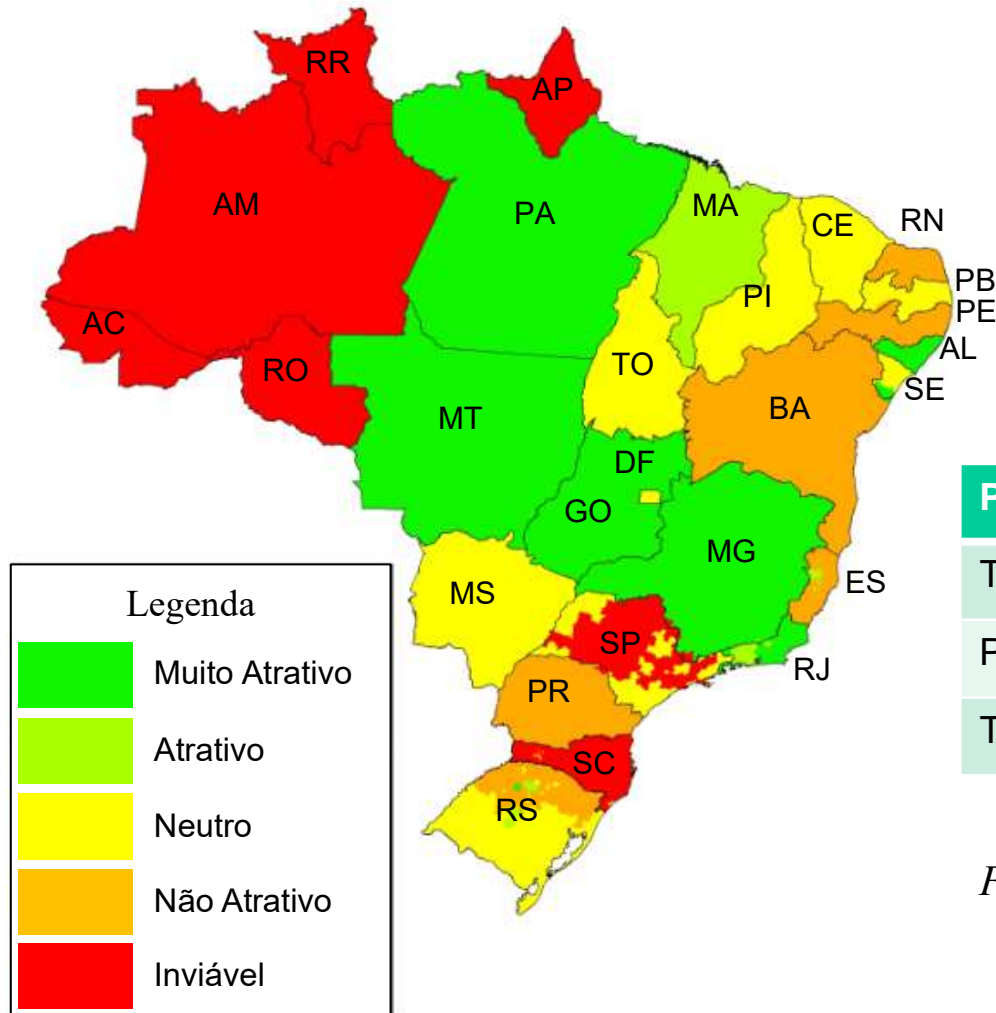 RR
AP
AM
PA
MA
CE
RN
PI
PB
PE
AC
RO
TO
AL
SE
MT
BA
DF
GO
MG
ES
MS
SP
RJ
PR
SC
RS
Legenda
Muito Atrativo
Atrativo
Neutro
Não Atrativo
Inviável